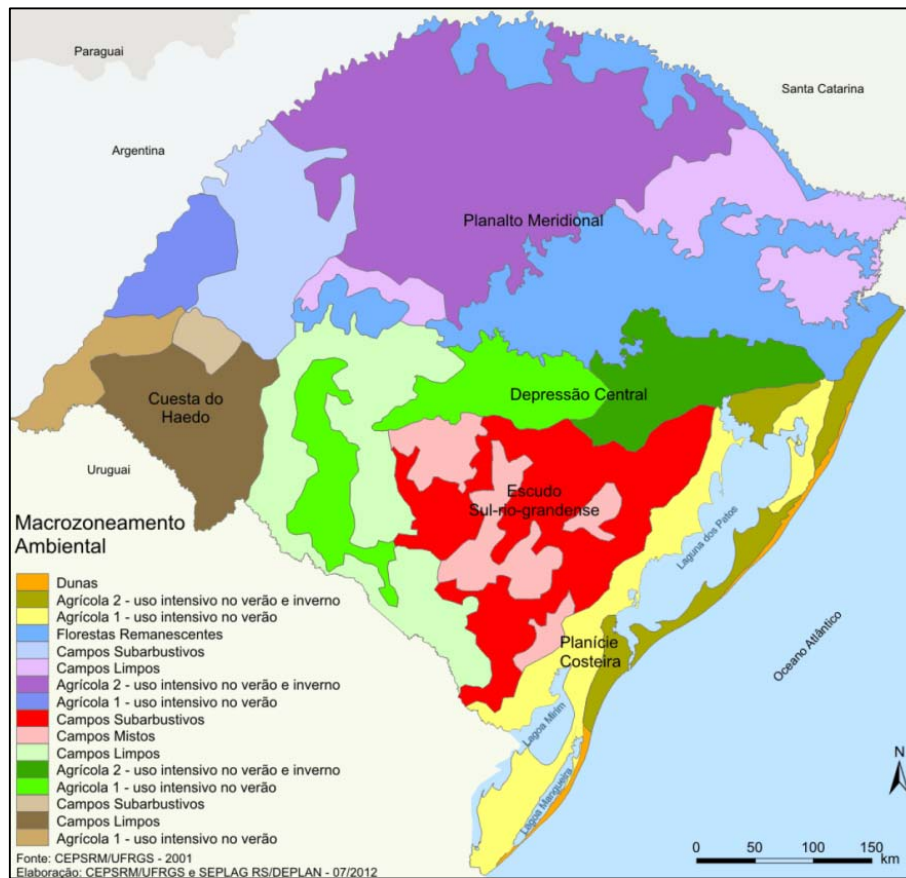 Paraguai
Santa Catarina
Argentina
Planalto Meridional
Cuesta do
Haedo
Depressão Central
Uruguai
Escudo
Sul-rio-grandense
Laguna dos Patos
Oceano Atlântico
Planície
Costeira
Lagoa Mirim
Lagoa Mangueira
Macrozoneamento
Ambiental
Dunas
Agrícola 2 - uso intensivo no verão e inverno
Agrícola 1 - uso intensivo no verão
Florestas Remanescentes
Campos Subarbustivos
Campos Limpos
Agrícola 2 - uso intensivo no verão e inverno
Agrícola 1 - uso intensivo no verão
Campos Subarbustivos
Campos Mistos
Campos Limpos
Agrícola 2 - uso intensivo no verão e inverno
Agricola 1 - uso intensivo no verão
Campos Subarbustivos
Campos Limpos
Agrícola 1 - uso intensivo no verão
Fonte: CEPSRM/UFRGS - 2001
Elaboração: CEPSRM/UFRGS e SEPLAG RS/DEPLAN - 07/2012
N
0 50 100 150
km